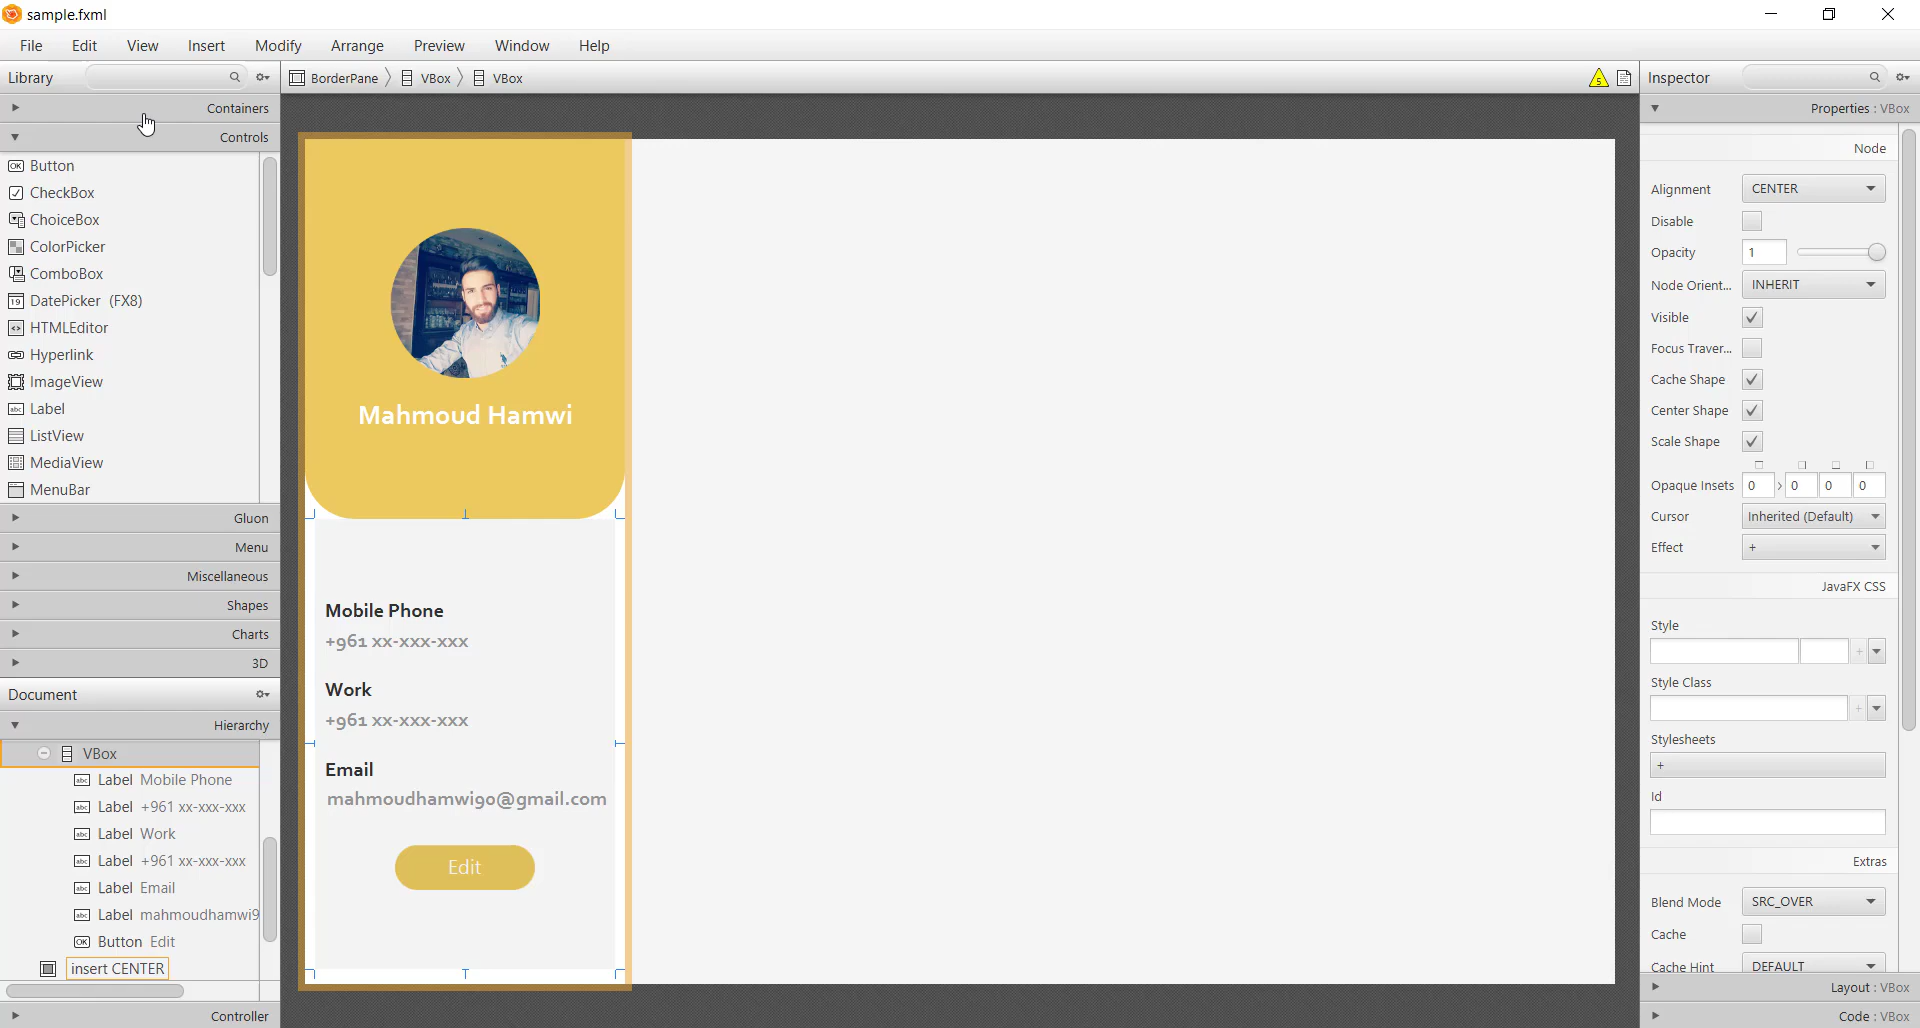 sample.fxml
File Edit View Insert Modify Arrange Preview Window Help
Library
BorderPane VBox VBox
5
Inspector
Containers
Controls
Button
CheckBox
ChoiceBox
ColorPicker
ComboBox
DatePicker (FX8)
HTMLEditor
Hyperlink
ImageView
Label
ListView
MediaView
MenuBar
Gluon
Menu
Miscellaneous
Shapes
Charts
3D
Document
Hierarchy
VBox
Label Mobile Phone
Label +961 xx-xxx-xxx
Label Work
Label +961 xx-xxx-xxx
Label Email
Label mahmoudhamwi9
Button Edit
insert CENTER
Controller
Mahmoud Hamwi
Mobile Phone
+961 xx-xxx-xxx
Work
+961 xx-xxx-xxx
Email
mahmoudhamwi90@gmail.com
Edit
Properties : VBox
Node
Alignment CENTER
Disable
Opacity 1
Node Orient... INHERIT
Visible
Focus Traver...
Cache Shape
Center Shape
Scale Shape
Opaque Insets 0 > 0 0 0
Cursor Inherited (Default)
Effect +
JavaFX CSS
Style
+
Style Class
+
Stylesheets
+
Id
Extras
Blend Mode SRC_OVER
Cache
Cache Hint DEFAULT
Layout : VBox
Code : VBox